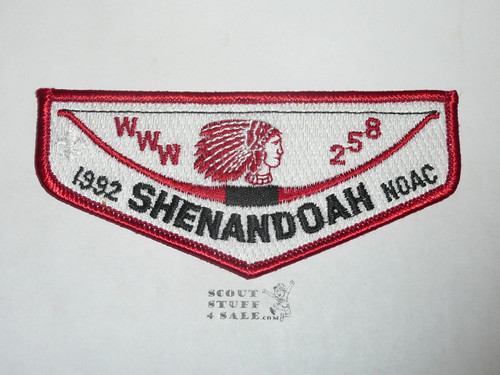 WWW
258
1992 SHENANDOAH NOAC
SCOUT
STUFF
4 SALE.com